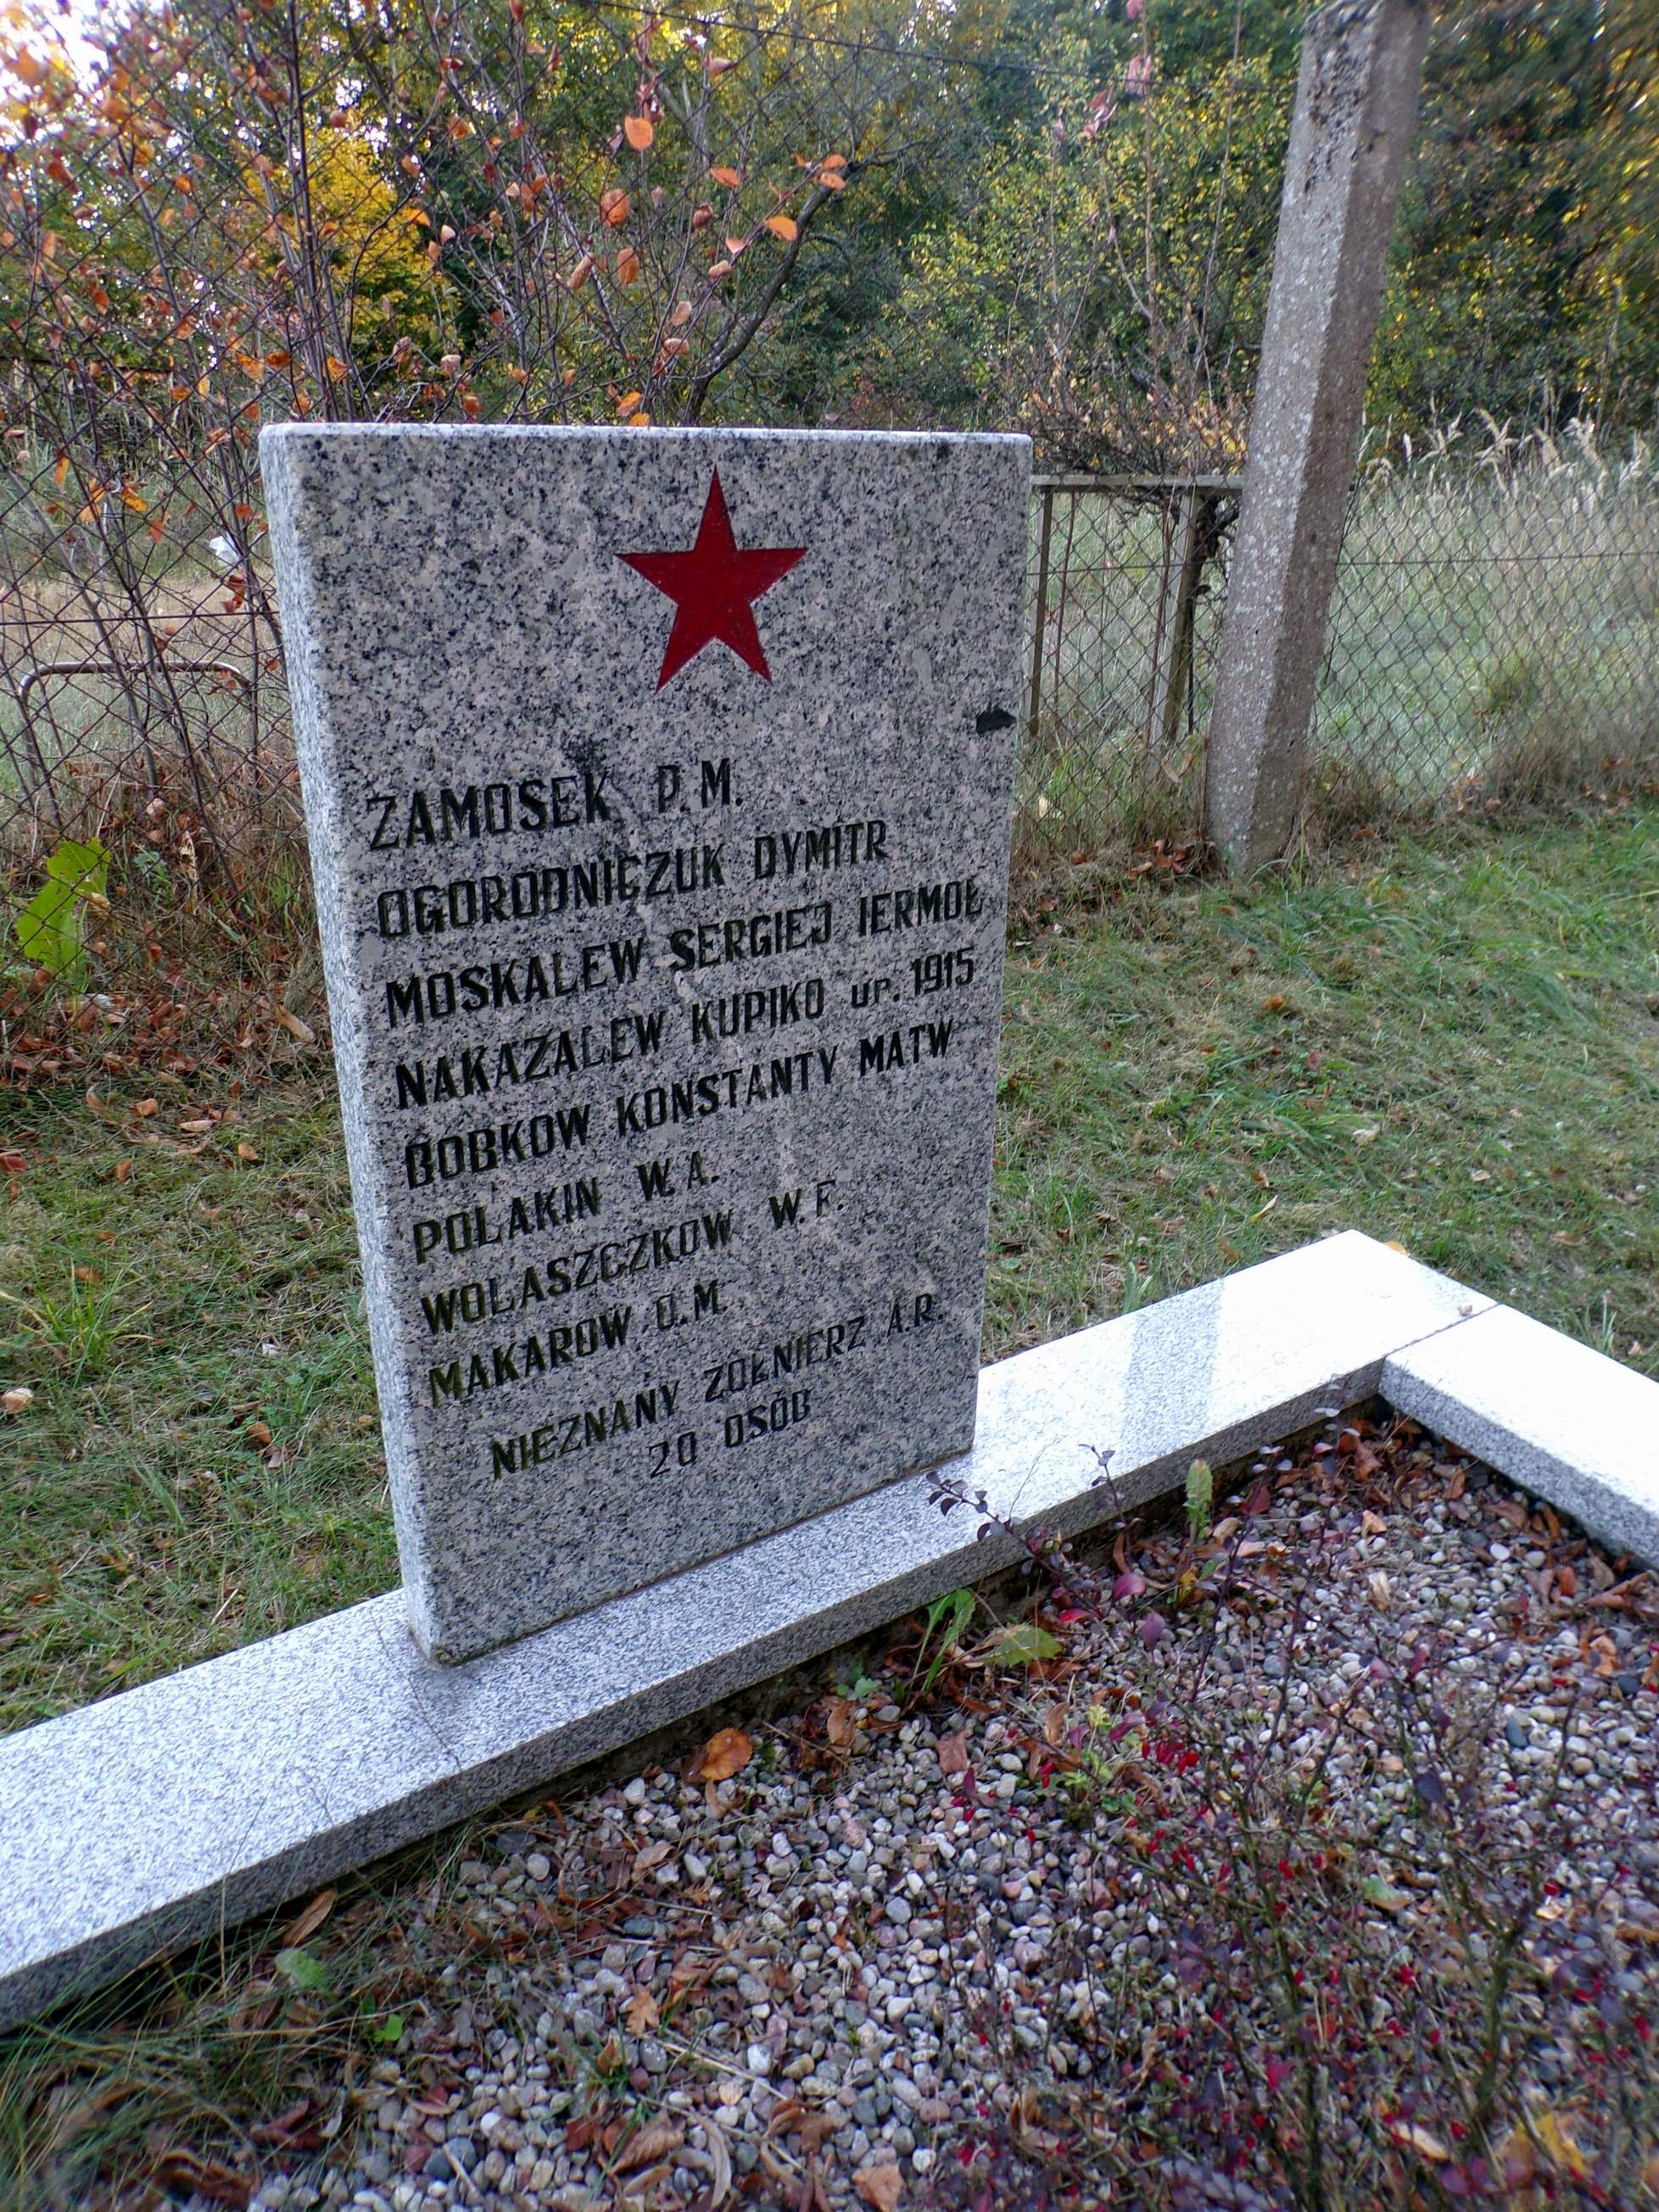 ZAMOSEK P.M.
OGORODNICZUK DYMITR
MOSKALEW SERGIEJ IERMOŁ
NAKAZALEW KUPIKO UR. 1915
BOBKOW KONSTANTY MATW
POLAKIN W.A.
WOLASZCZKOW W.F.
MAKAROW O.M.
NIEZNANY ŻOŁNIERZ A.R.
20 OSÓB